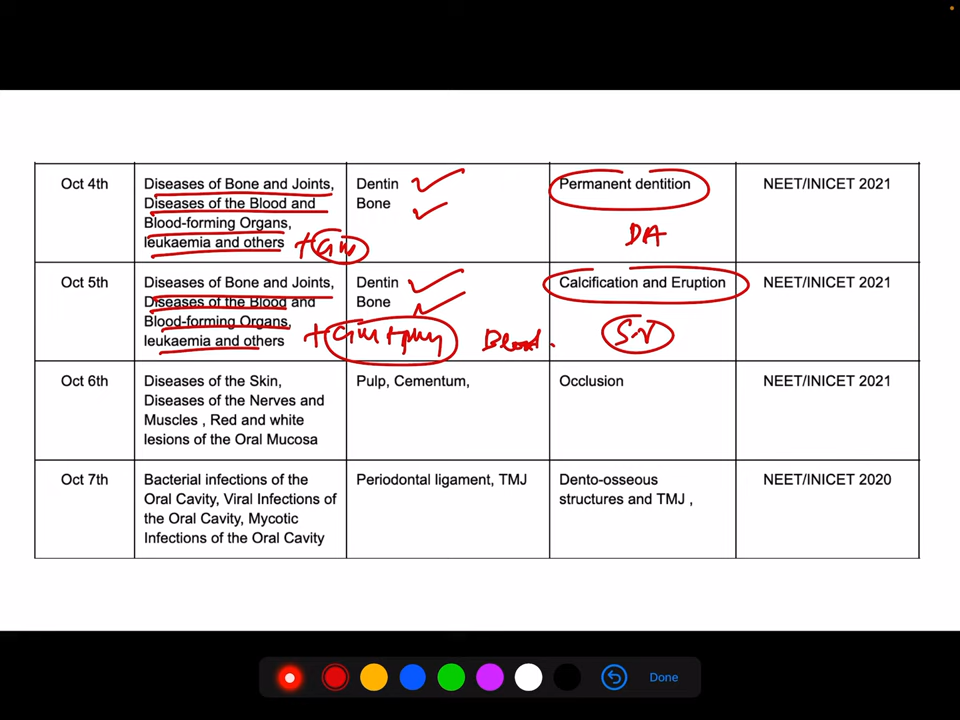 Oct 4th
Diseases of Bone and Joints,
Diseases of the Blood and
Blood-forming Organs,
leukaemia and others
Dentin
Bone
Permanent dentition
DA
NEET/INICET 2021
Oct 5th
Diseases of Bone and Joints,
Diseases of the Blood and
Blood-forming Organs,
leukaemia and others
Dentin
Bone
Blood
Calcification and Eruption
NEET/INICET 2021
Oct 6th
Diseases of the Skin,
Diseases of the Nerves and
Muscles , Red and white
lesions of the Oral Mucosa
Pulp, Cementum,
Occlusion
NEET/INICET 2021
Oct 7th
Bacterial infections of the
Oral Cavity, Viral Infections of
the Oral Cavity, Mycotic
Infections of the Oral Cavity
Periodontal ligament, TMJ
Dento-osseous
structures and TMJ ,
NEET/INICET 2020
Done